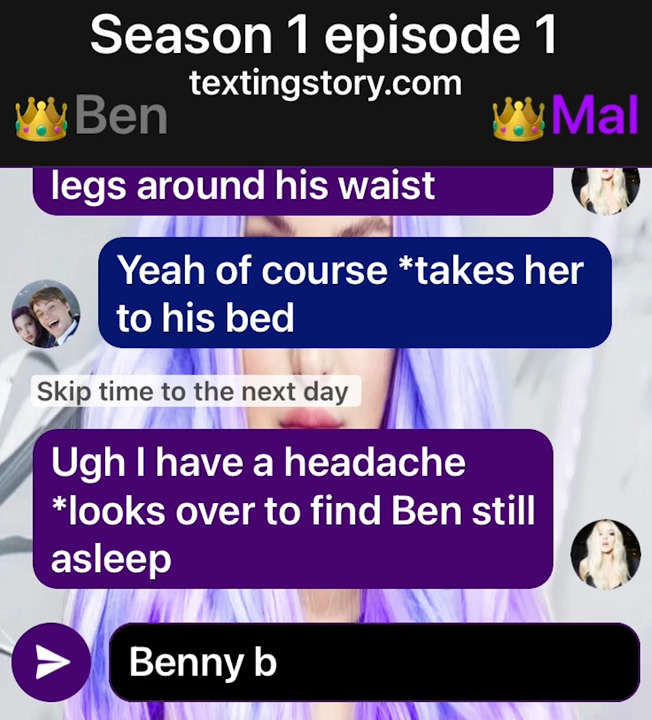 Season 1 episode 1
textingstory.com
👑Ben 👑Mal
legs around his waist
Yeah of course *takes her
to his bed
Skip time to the next day
Ugh I have a headache
*looks over to find Ben still
asleep
Benny b